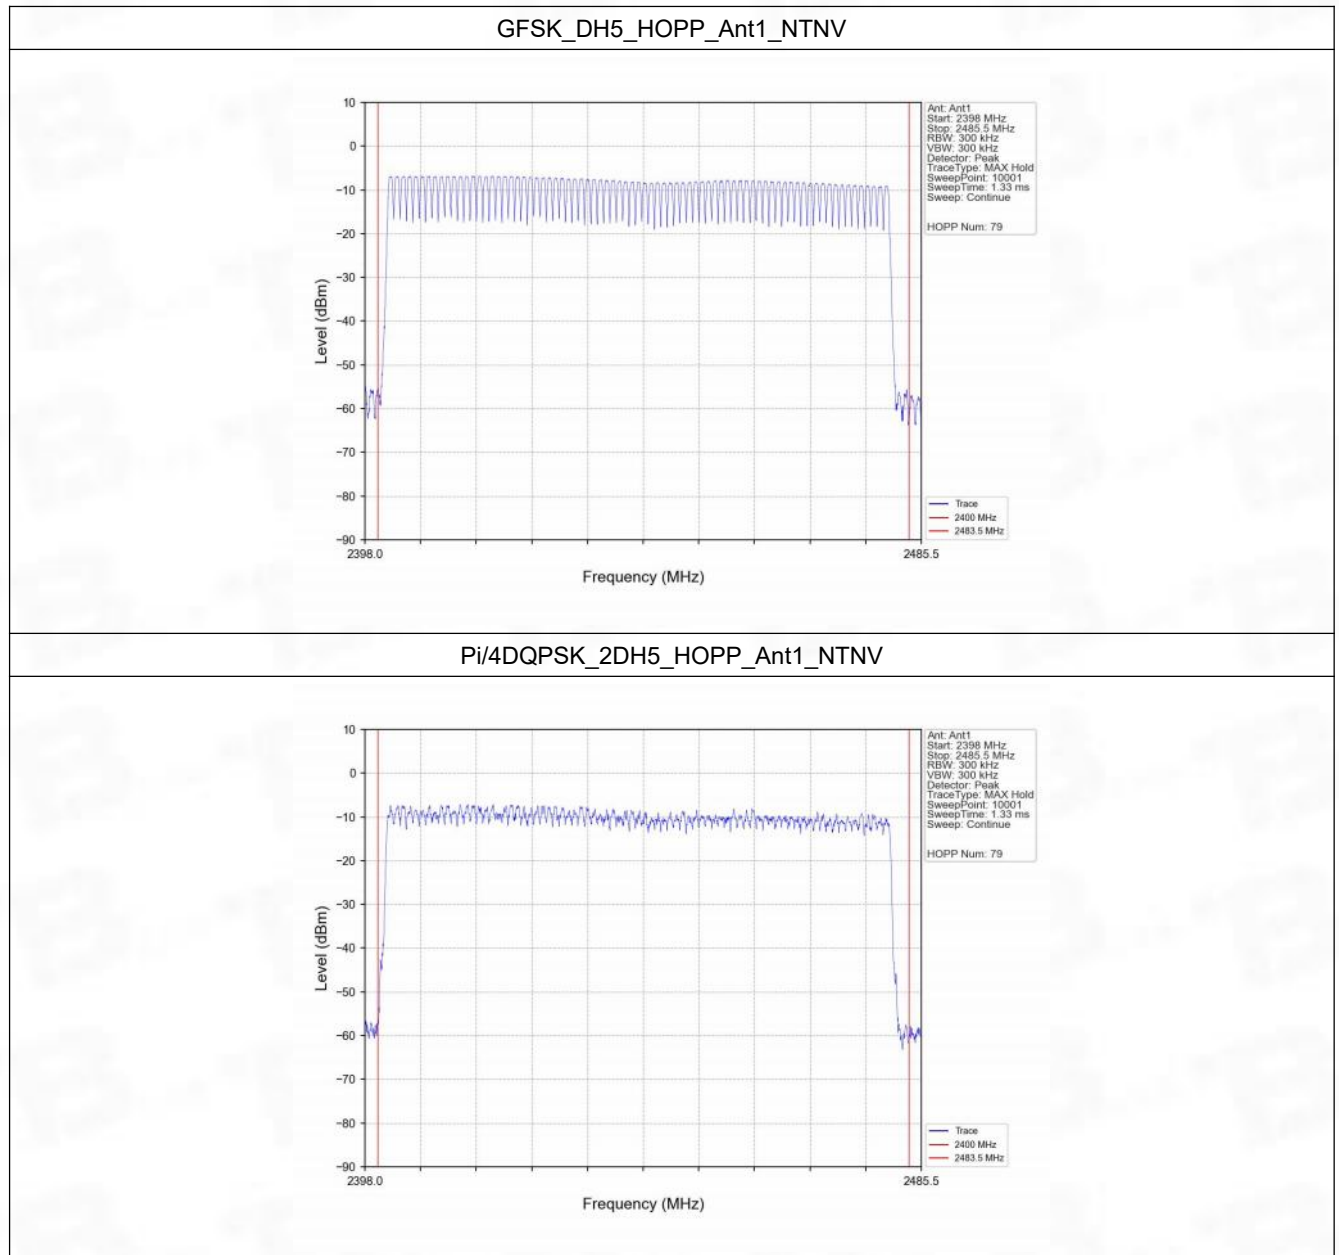 GFSK_DH5_HOPP_Ant1_NTNV
10
0
−10
−20
−30
−40
−50
−60
−70
−80
−90
Level (dBm)
2398.0
2485.5
Frequency (MHz)
Ant: Ant1
Start: 2398 MHz
Stop: 2485.5 MHz
RBW: 300 kHz
VBW: 300 kHz
Detector: Peak
TraceType: MAX Hold
SweepPoint: 10001
SweepTime: 1.33 ms
Sweep: Continue
HOPP Num: 79
Trace
2400 MHz
2483.5 MHz
Pi/4DQPSK_2DH5_HOPP_Ant1_NTNV
10
0
−10
−20
−30
−40
−50
−60
−70
−80
−90
Level (dBm)
2398.0
2485.5
Frequency (MHz)
Ant: Ant1
Start: 2398 MHz
Stop: 2485.5 MHz
RBW: 300 kHz
VBW: 300 kHz
Detector: Peak
TraceType: MAX Hold
SweepPoint: 10001
SweepTime: 1.33 ms
Sweep: Continue
HOPP Num: 79
Trace
2400 MHz
2483.5 MHz